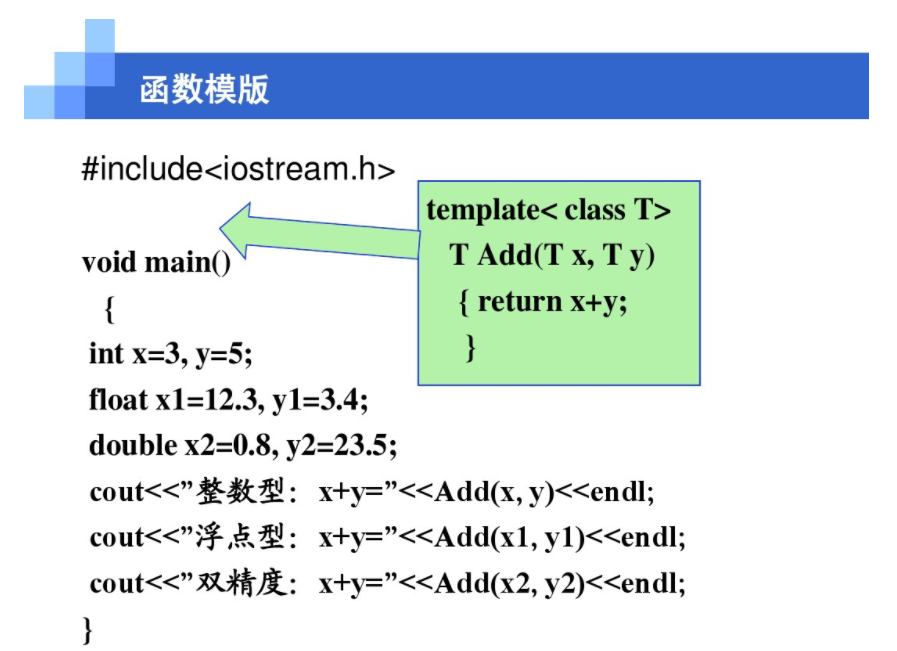 函数模版
#include<iostream.h>
template< class T>
T Add(T x, T y)
{ return x+y;
}
void main()
{
int x=3, y=5;
float x1=12.3, y1=3.4;
double x2=0.8, y2=23.5;
cout<<”整数型： x+y=”<<Add(x, y)<<endl;
cout<<”浮点型： x+y=”<<Add(x1, y1)<<endl;
cout<<”双精度： x+y=”<<Add(x2, y2)<<endl;
}